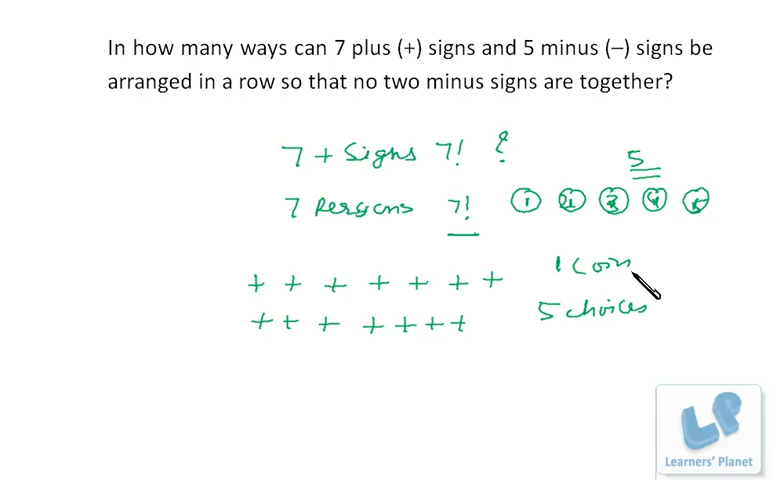 In how many ways can 7 plus (+) signs and 5 minus (–) signs be
arranged in a row so that no two minus signs are together?
7 + Signs 7! ?
5
7 Persons 7!
1 2 3 4 5
+ + + + + + +
1 Coin
+ + + + + + +
5 choices
LP
Learners' Planet